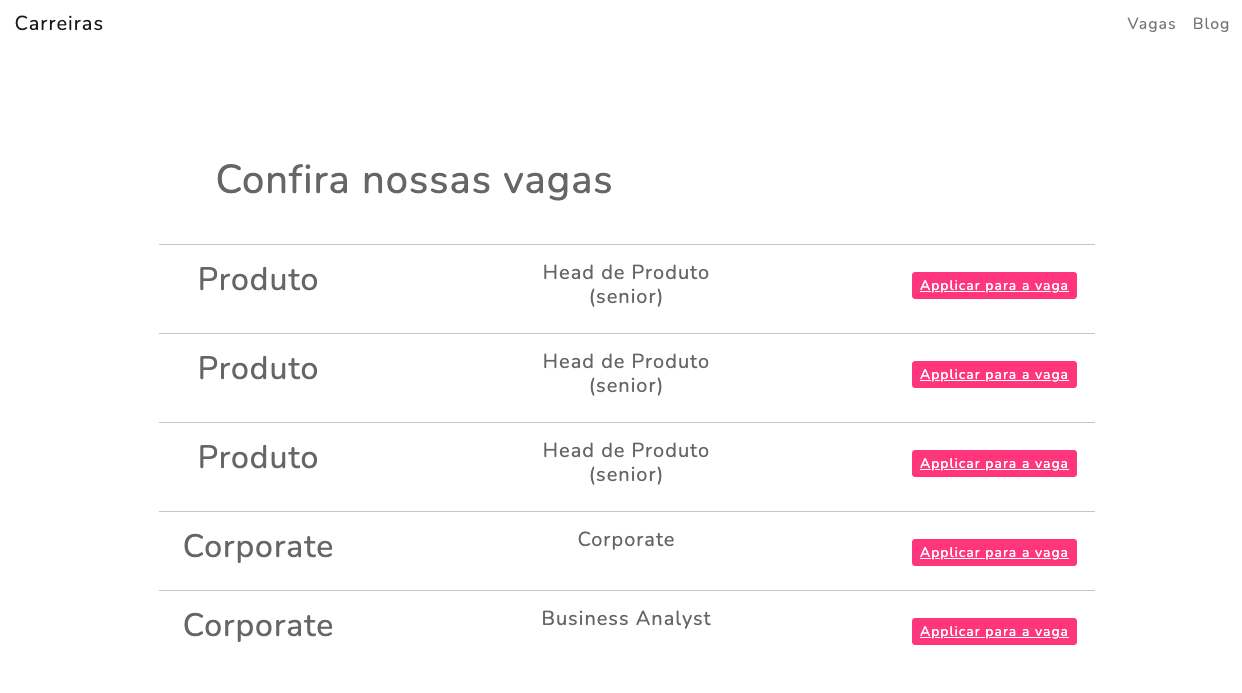 Carreiras
Vagas Blog
Confira nossas vagas
Produto
Head de Produto
(senior)
Applicar para a vaga
Produto
Head de Produto
(senior)
Applicar para a vaga
Produto
Head de Produto
(senior)
Applicar para a vaga
Corporate
Corporate
Applicar para a vaga
Corporate
Business Analyst
Applicar para a vaga